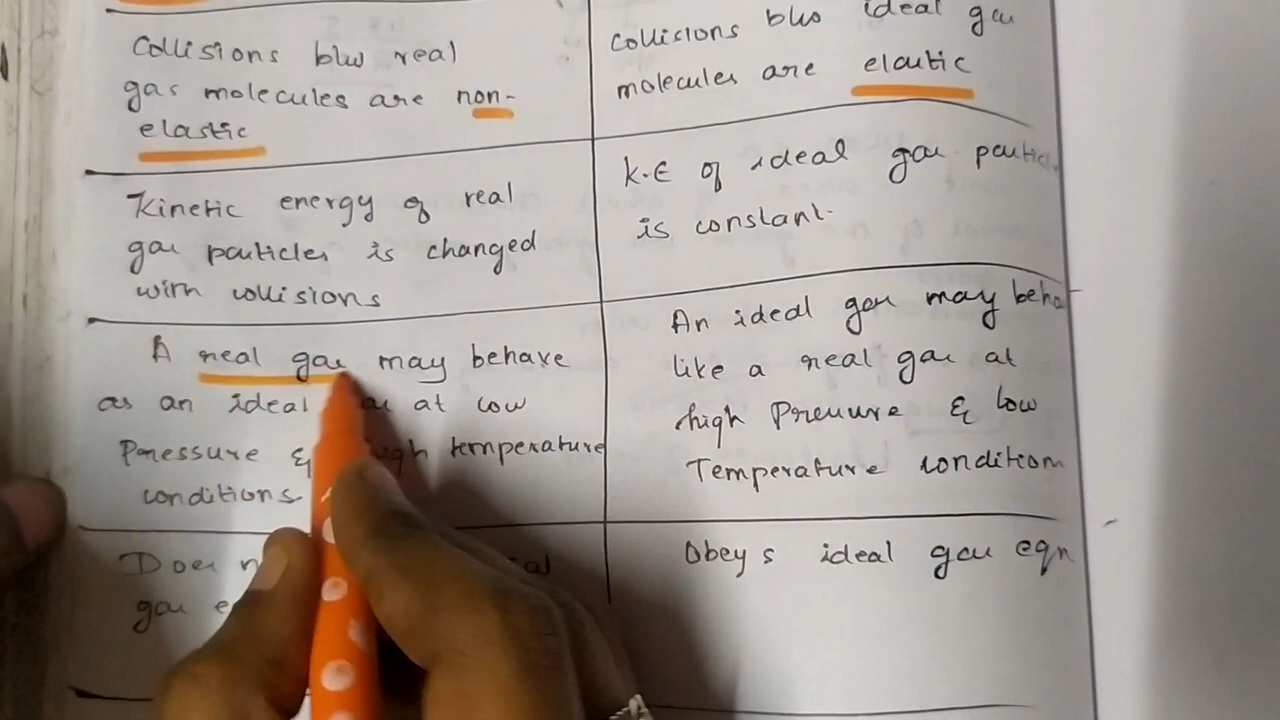 Collisions b/w real
gas molecules are non-
elastic
Kinetic energy of real
gas particles is changed
with collisions
A real gas may behave
as an ideal at low
Pressure & temperature
conditions
Does
gas
Collisions b/w ideal gas
molecules are elastic
K.E of ideal gas
is constant.
An ideal gas may
like a real gas at
high Pressure & low
Temperature condition
Obeys ideal gas eqn